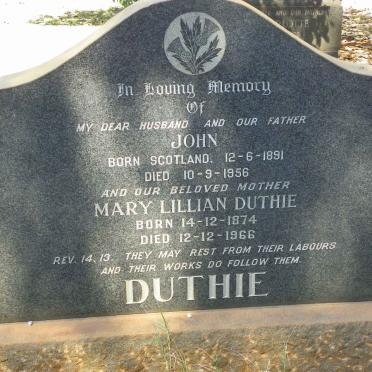 In Loving Memory
Of
MY DEAR HUSBAND AND OUR FATHER
JOHN
BORN SCOTLAND. 12-6-1891
DIED 10-9-1956
AND OUR BELOVED MOTHER
MARY LILLIAN DUTHIE
BORN 14-12-1874
DIED 12-12-1966
REV. 14. 13. THEY MAY REST FROM THEIR LABOURS
AND THEIR WORKS DO FOLLOW THEM.
DUTHIE